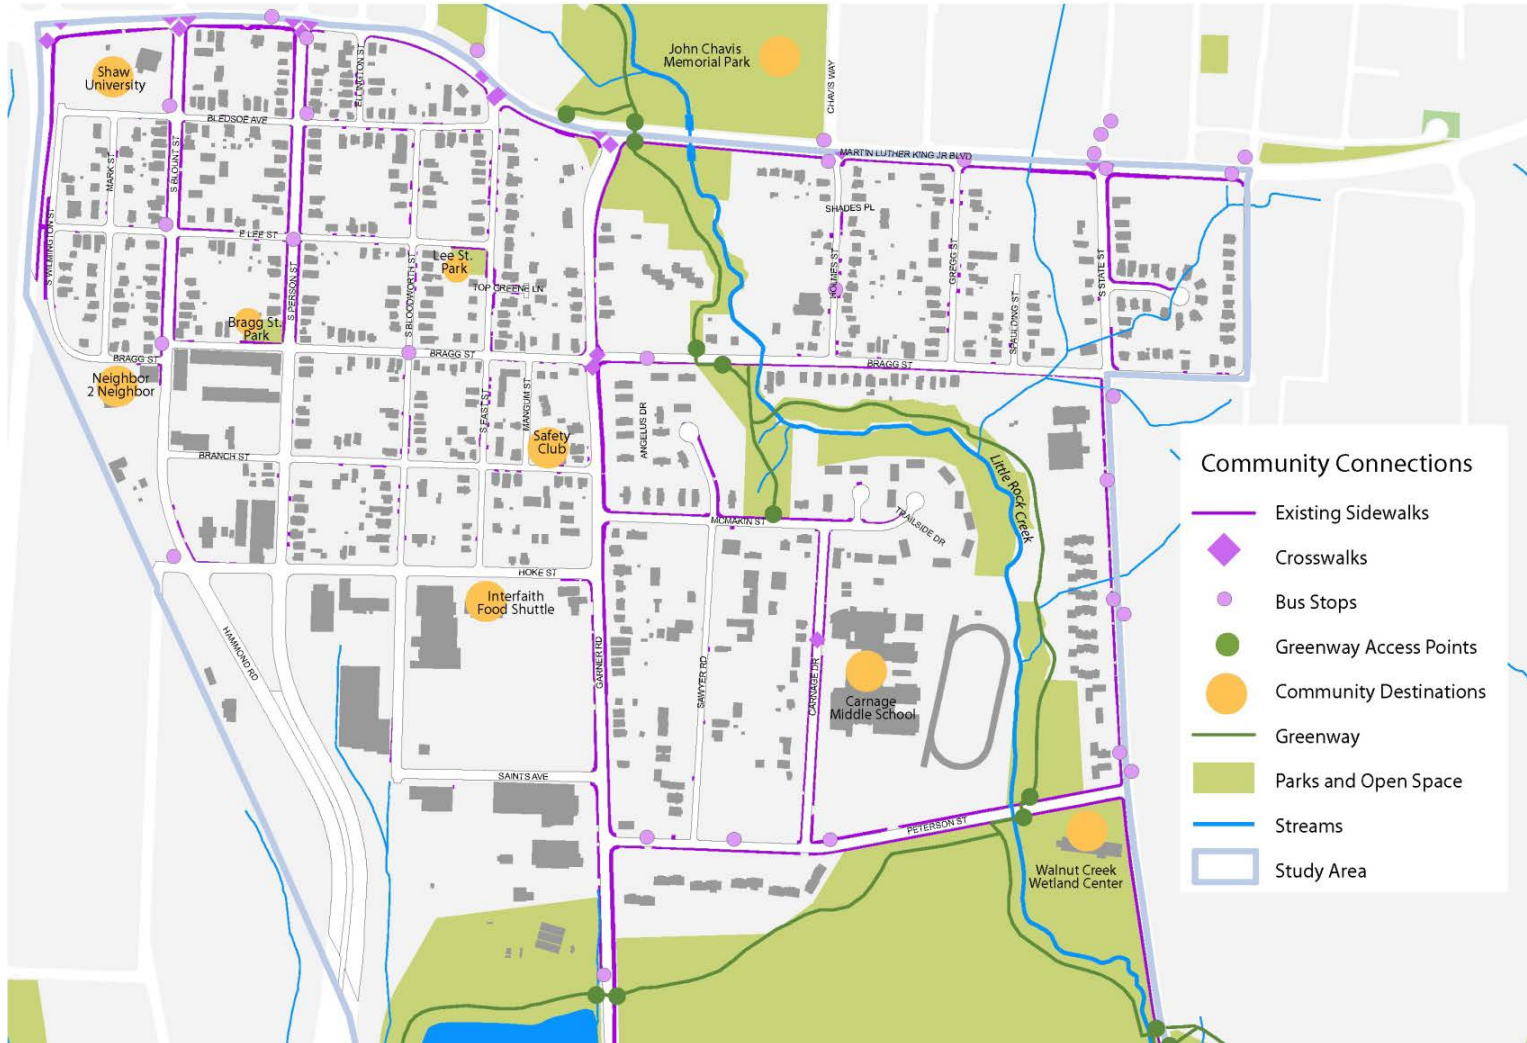 John Chavis
Memorial Park
Shaw
University
ELLINGTON ST
CHAVIS WAY
BLEDSOE AVE
MARK ST
S BLOUNT ST
MARTIN LUTHER KING JR BLVD
SHADES PL
S WILMINGTON ST
E LEE ST
S PERSON ST
S BLOODWORTH ST
Lee St.
Park
TOP GREENE LN
HOLMES ST
GREGG ST
S STATE ST
SPAULDING ST
Bragg St.
Park
BRAGG ST
BRAGG ST
BRAGG ST
Neighbor
2 Neighbor
S EAST ST
MANGUM ST
ANGELUS DR
Safety
Club
BRANCH ST
Little Rock Creek
MCMAKIN ST
TRAILSIDE DR
HOKE ST
Interfaith
Food Shuttle
HAMMOND RD
GARNER RD
SAWYER RD
CARNAGE DR
Carnage
Middle School
SAINTS AVE
PETERSON ST
Walnut Creek
Wetland Center
Community Connections
Existing Sidewalks
Crosswalks
Bus Stops
Greenway Access Points
Community Destinations
Greenway
Parks and Open Space
Streams
Study Area